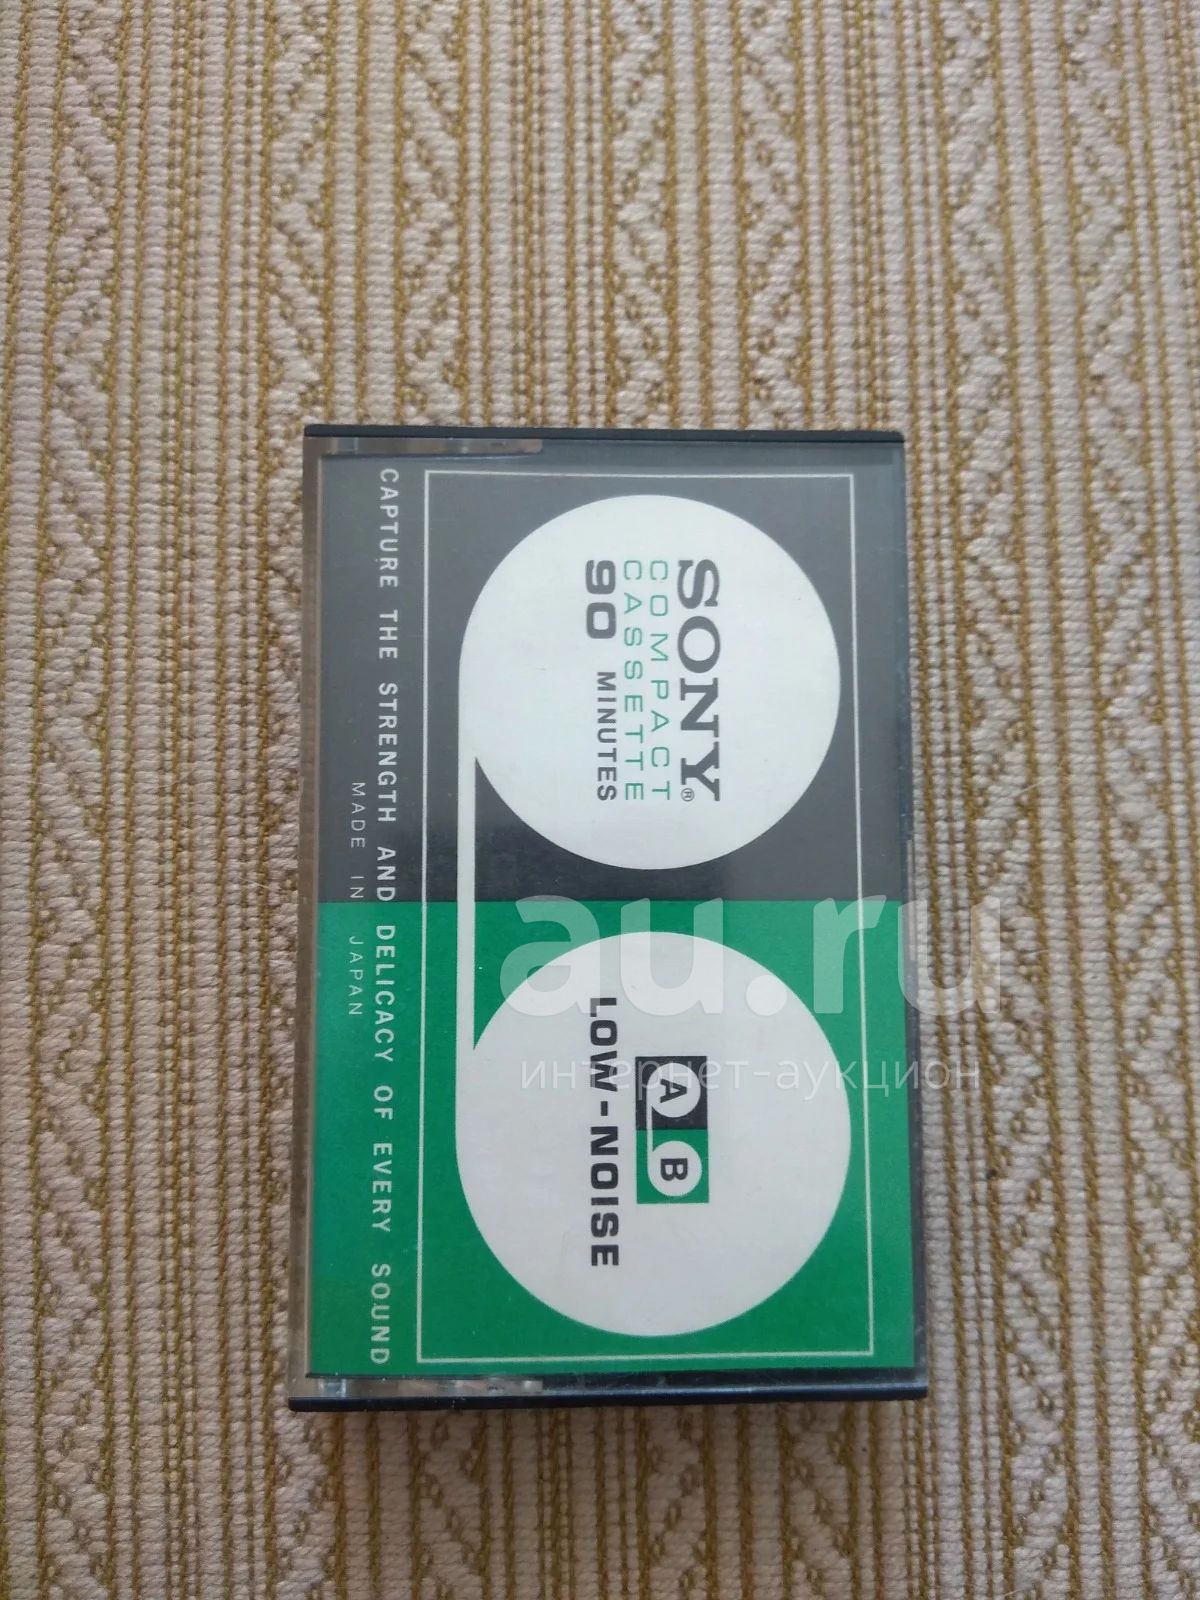 SONY®
COMPACT
CASSETTE
90 MINUTES
A B
LOW-NOISE
CAPTURE THE STRENGTH AND DELICACY OF EVERY SOUND
MADE IN JAPAN
au.ru
интернет-аукцион